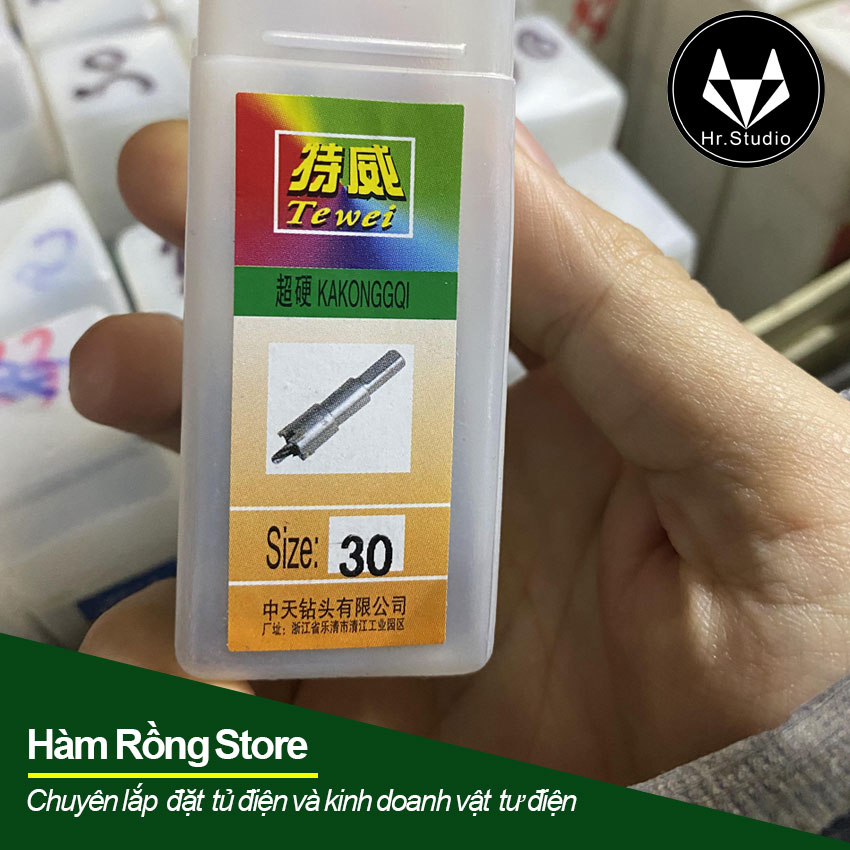 Hr.Studio
特威
Tewei
超硬 KAKONGGQI
Size: 30
中天钻头有限公司
厂址：浙江省乐清市清江工业园区
Hàm Rồng Store
Chuyên lắp đặt tủ điện và kinh doanh vật tư điện